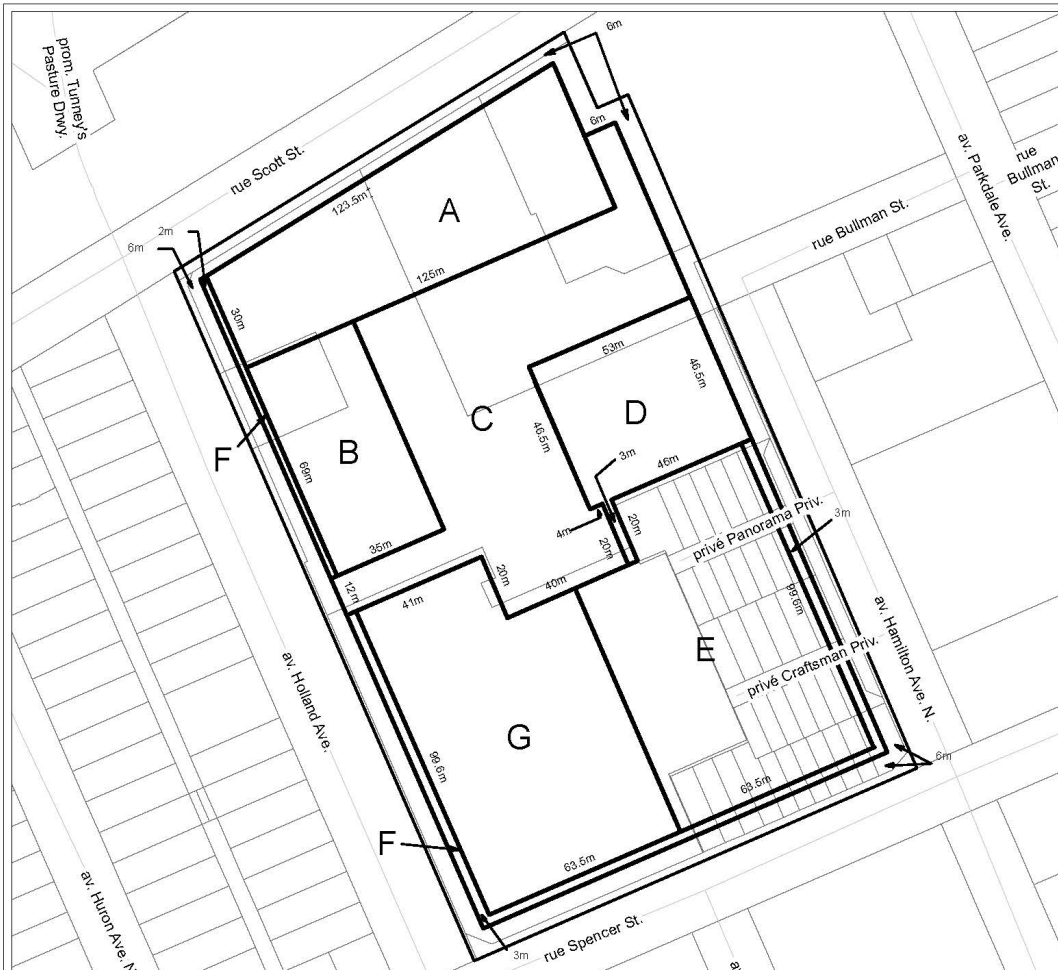 prom. Tunney's
Pasture Drwy.
6m
6m
rue Scott St.
123.5m±
A
av. Parkdale Ave.
rue
Bullman
St.
rue Bullman St.
2m
6m
125m
30m
53m
46.5m
D
C
B
46.5m
F
69m
3m
46m
4m
20m
20m
privé Panorama Priv.
3m
35m
12 m
41m
20m
40m
99.6m
av. Hamilton Ave. N.
E
privé Craftsman Priv.
av. Holland Ave.
G
99.6m
6m
63.5m
F
63.5m
av. Huron Ave. N
rue Spencer St.
3m
av